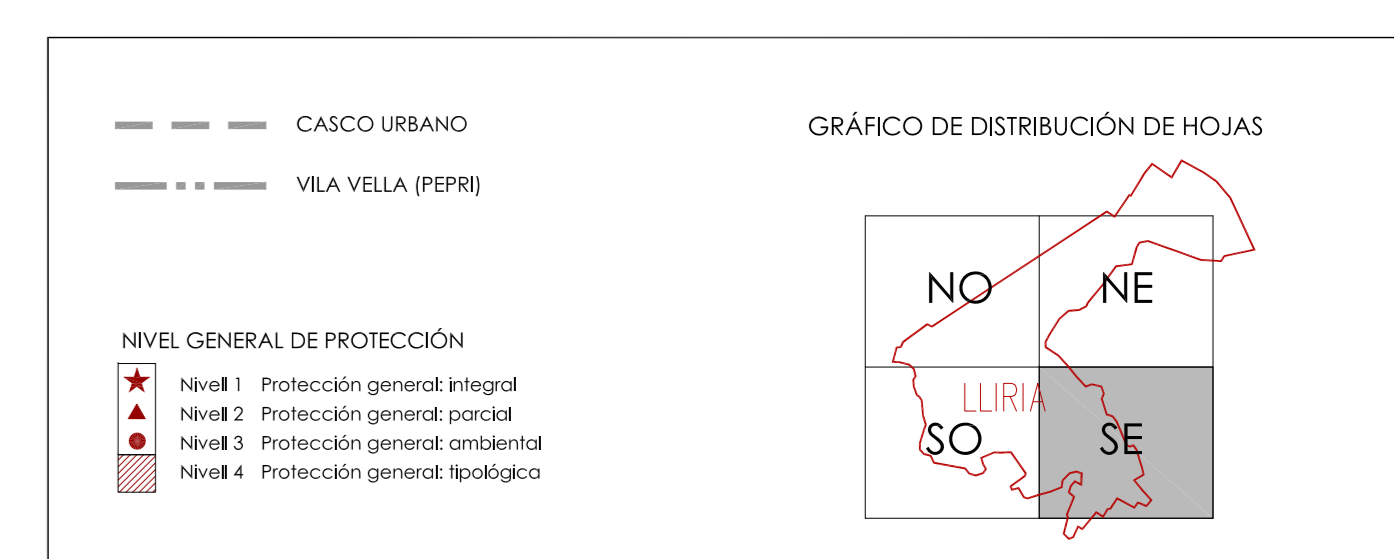 CASCO URBANO
VILA VELLA (PEPRI)
NIVEL GENERAL DE PROTECCIÓN
Nivell 1 Protección general: integral
Nivell 2 Protección general: parcial
Nivell 3 Protección general: ambiental
Nivell 4 Protección general: tipológica
GRÁFICO DE DISTRIBUCIÓN DE HOJAS
NO NE
LLIRIA
SO SE